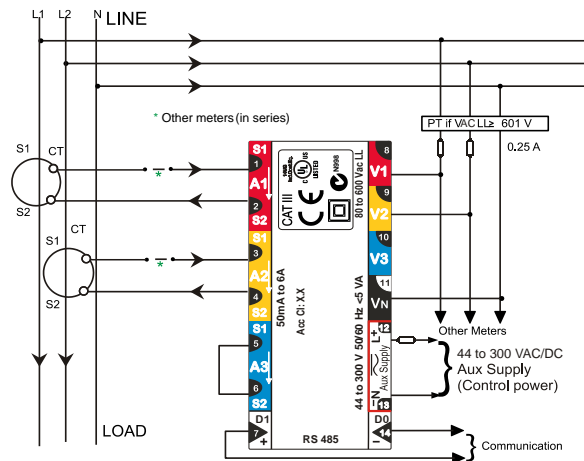 L1 L2 N LINE
* Other meters (in series)
PT if VAC LL≥ 601 V
0.25 A
S1 CT
S2
CT
S1
S2
LOAD
S1
1
A1
2
S2
S1
3
A2
4
S2
S1
5
A3
6
S2
D1
7
+
50mA to 6A
Acc Cl: X.X
CAT III
CE
UL
LISTED
N998
80 to 600 Vac LL
44 to 300 V 50/60 Hz <5 VA
RS 485
8
V1
9
V2
10
V3
11
VN
12
L+
Aux Supply
–N
13
D0
14
–
Other Meters
44 to 300 VAC/DC
Aux Supply
(Control power)
Communication